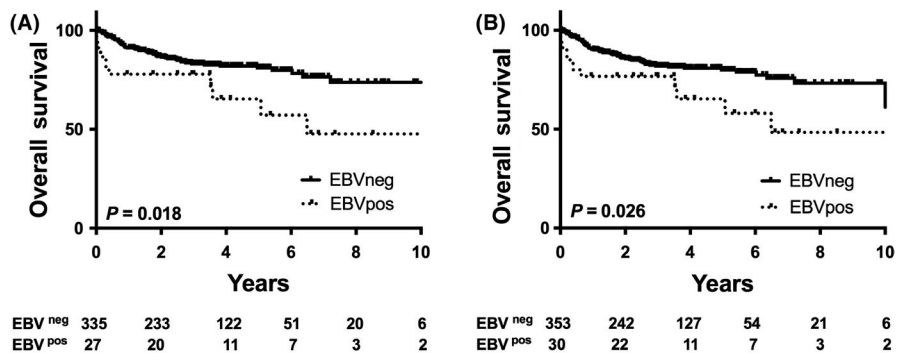 (A)
Overall survival
100
50
0
EBVneg
EBVpos
P = 0.018
0 2 4 6 8 10
Years
EBV neg 335 233 122 51 20 6
EBV pos 27 20 11 7 3 2
(B)
Overall survival
100
50
0
EBVneg
EBVpos
P = 0.026
0 2 4 6 8 10
Years
EBV neg 353 242 127 54 21 6
EBV pos 30 22 11 7 3 2